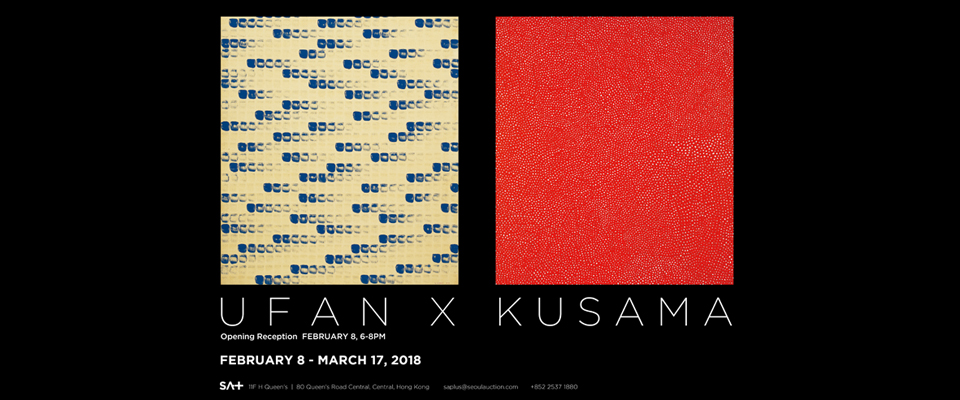 UFAN X KUSAMA
Opening Reception FEBRUARY 8, 6-8PM
FEBRUARY 8 - MARCH 17, 2018
SA+ 11F H Queen's | 80 Queen's Road Central, Central, Hong Kong saplus@seoulauction.com +852 2537 1880